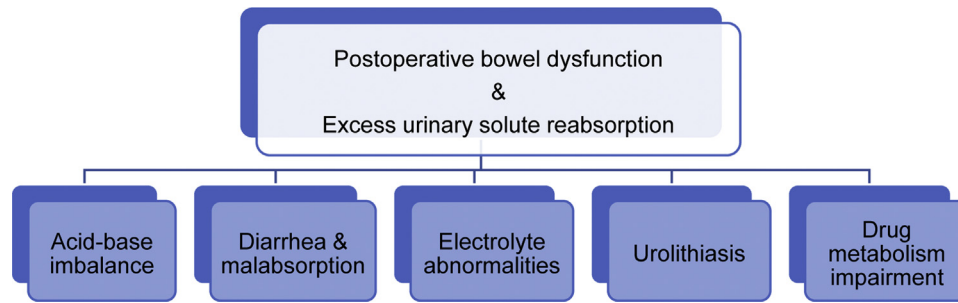 Postoperative bowel dysfunction
&
Excess urinary solute reabsorption
Acid-base
imbalance
Diarrhea &
malabsorption
Electrolyte
abnormalities
Urolithiasis
Drug
metabolism
impairment